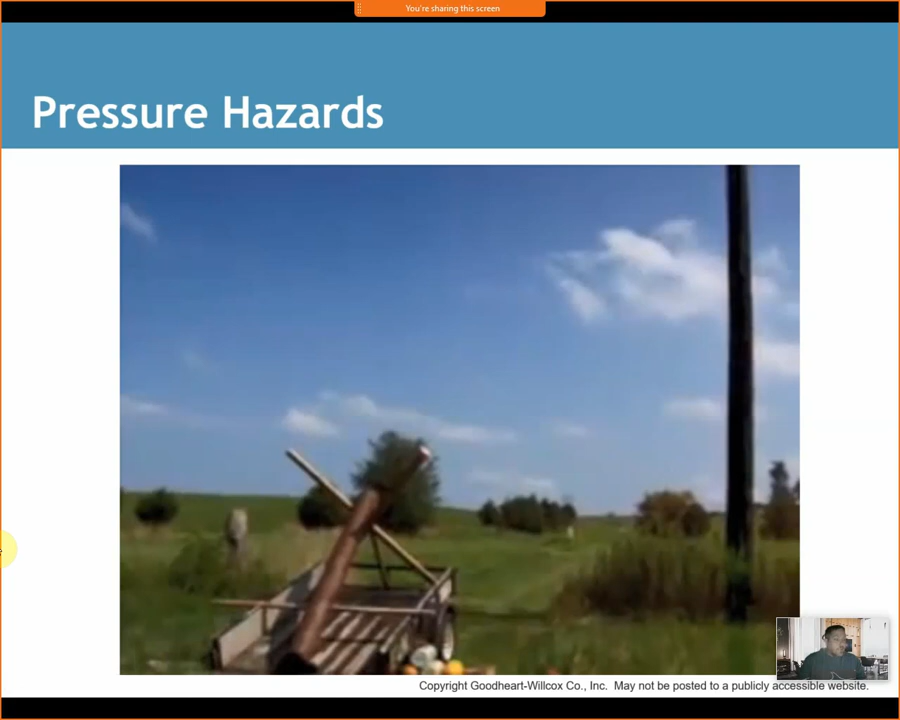 You're sharing this screen
Pressure Hazards
Copyright Goodheart-Willcox Co., Inc. May not be posted to a publicly accessible website.